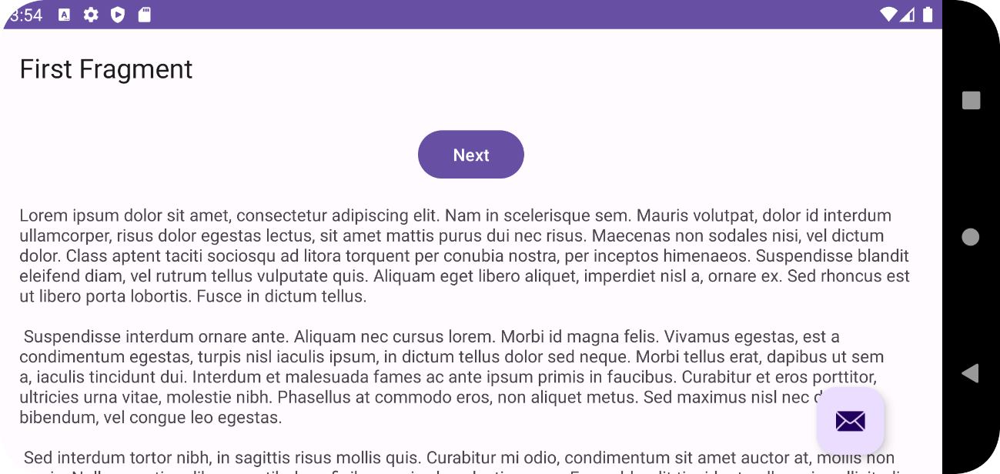 3:54
First Fragment
Next
Lorem ipsum dolor sit amet, consectetur adipiscing elit. Nam in scelerisque sem. Mauris volutpat, dolor id interdum
ullamcorper, risus dolor egestas lectus, sit amet mattis purus dui nec risus. Maecenas non sodales nisi, vel dictum
dolor. Class aptent taciti sociosqu ad litora torquent per conubia nostra, per inceptos himenaeos. Suspendisse blandit
eleifend diam, vel rutrum tellus vulputate quis. Aliquam eget libero aliquet, imperdiet nisl a, ornare ex. Sed rhoncus est
ut libero porta lobortis. Fusce in dictum tellus.
Suspendisse interdum ornare ante. Aliquam nec cursus lorem. Morbi id magna felis. Vivamus egestas, est a
condimentum egestas, turpis nisl iaculis ipsum, in dictum tellus dolor sed neque. Morbi tellus erat, dapibus ut sem
a, iaculis tincidunt dui. Interdum et malesuada fames ac ante ipsum primis in faucibus. Curabitur et eros porttitor,
ultricies urna vitae, molestie nibh. Phasellus at commodo eros, non aliquet metus. Sed maximus nisl nec
bibendum, vel congue leo egestas.
Sed interdum tortor nibh, in sagittis risus mollis quis. Curabitur mi odio, condimentum sit amet auctor at, mollis non